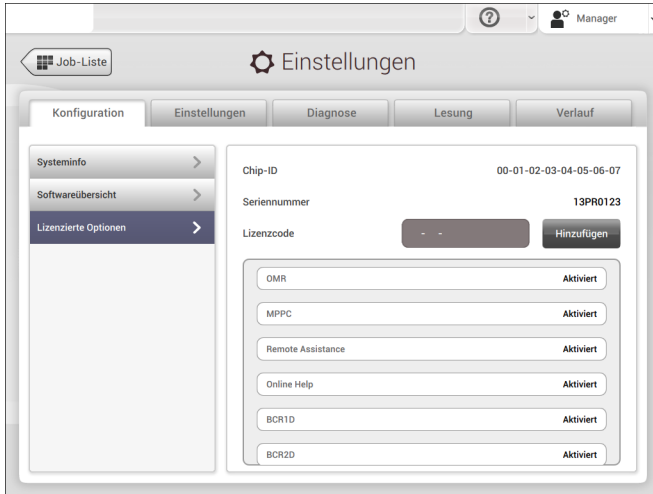 Manager
Job-Liste
Einstellungen
Konfiguration
Einstellungen
Diagnose
Lesung
Verlauf
Systeminfo
Softwareübersicht
Lizenzierte Optionen
Chip-ID 00-01-02-03-04-05-06-07
Seriennummer 13PR0123
Lizenzcode - - Hinzufügen
OMR Aktiviert
MPPC Aktiviert
Remote Assistance Aktiviert
Online Help Aktiviert
BCR1D Aktiviert
BCR2D Aktiviert